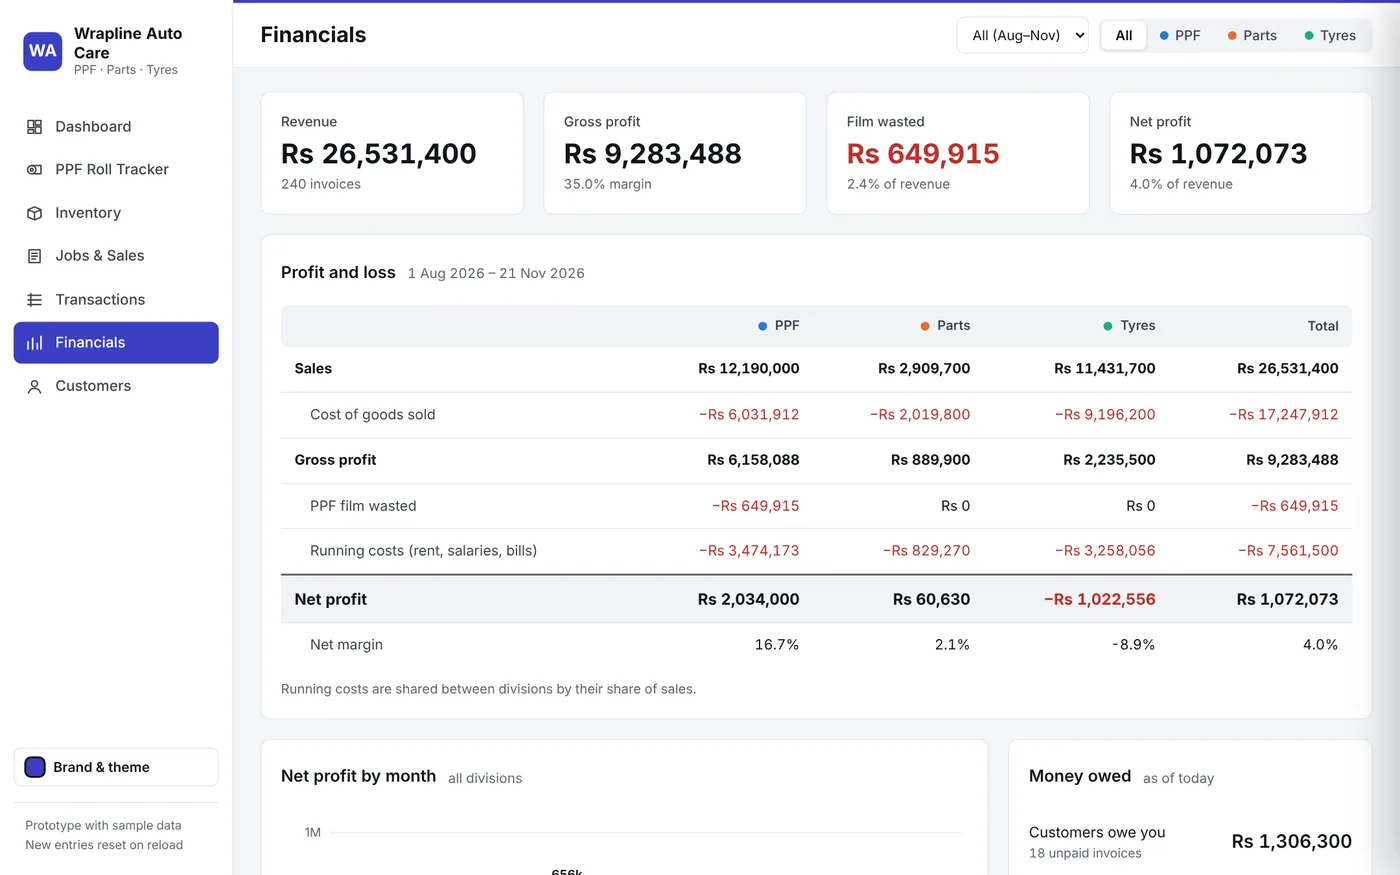 WA
Wrapline Auto
Care
PPF · Parts · Tyres
Dashboard
PPF Roll Tracker
Inventory
Jobs & Sales
Transactions
Financials
Customers
Brand & theme
Prototype with sample data
New entries reset on reload
Financials
All (Aug–Nov)
All PPF Parts Tyres
Revenue
Rs 26,531,400
240 invoices
Gross profit
Rs 9,283,488
35.0% margin
Film wasted
Rs 649,915
2.4% of revenue
Net profit
Rs 1,072,073
4.0% of revenue
Profit and loss 1 Aug 2026 – 21 Nov 2026
PPF Parts Tyres Total
Sales Rs 12,190,000 Rs 2,909,700 Rs 11,431,700 Rs 26,531,400
Cost of goods sold −Rs 6,031,912 −Rs 2,019,800 −Rs 9,196,200 −Rs 17,247,912
Gross profit Rs 6,158,088 Rs 889,900 Rs 2,235,500 Rs 9,283,488
PPF film wasted −Rs 649,915 Rs 0 Rs 0 −Rs 649,915
Running costs (rent, salaries, bills) −Rs 3,474,173 −Rs 829,270 −Rs 3,258,056 −Rs 7,561,500
Net profit Rs 2,034,000 Rs 60,630 −Rs 1,022,556 Rs 1,072,073
Net margin 16.7% 2.1% -8.9% 4.0%
Running costs are shared between divisions by their share of sales.
Net profit by month all divisions
1M
656k
Money owed as of today
Customers owe you
18 unpaid invoices
Rs 1,306,300